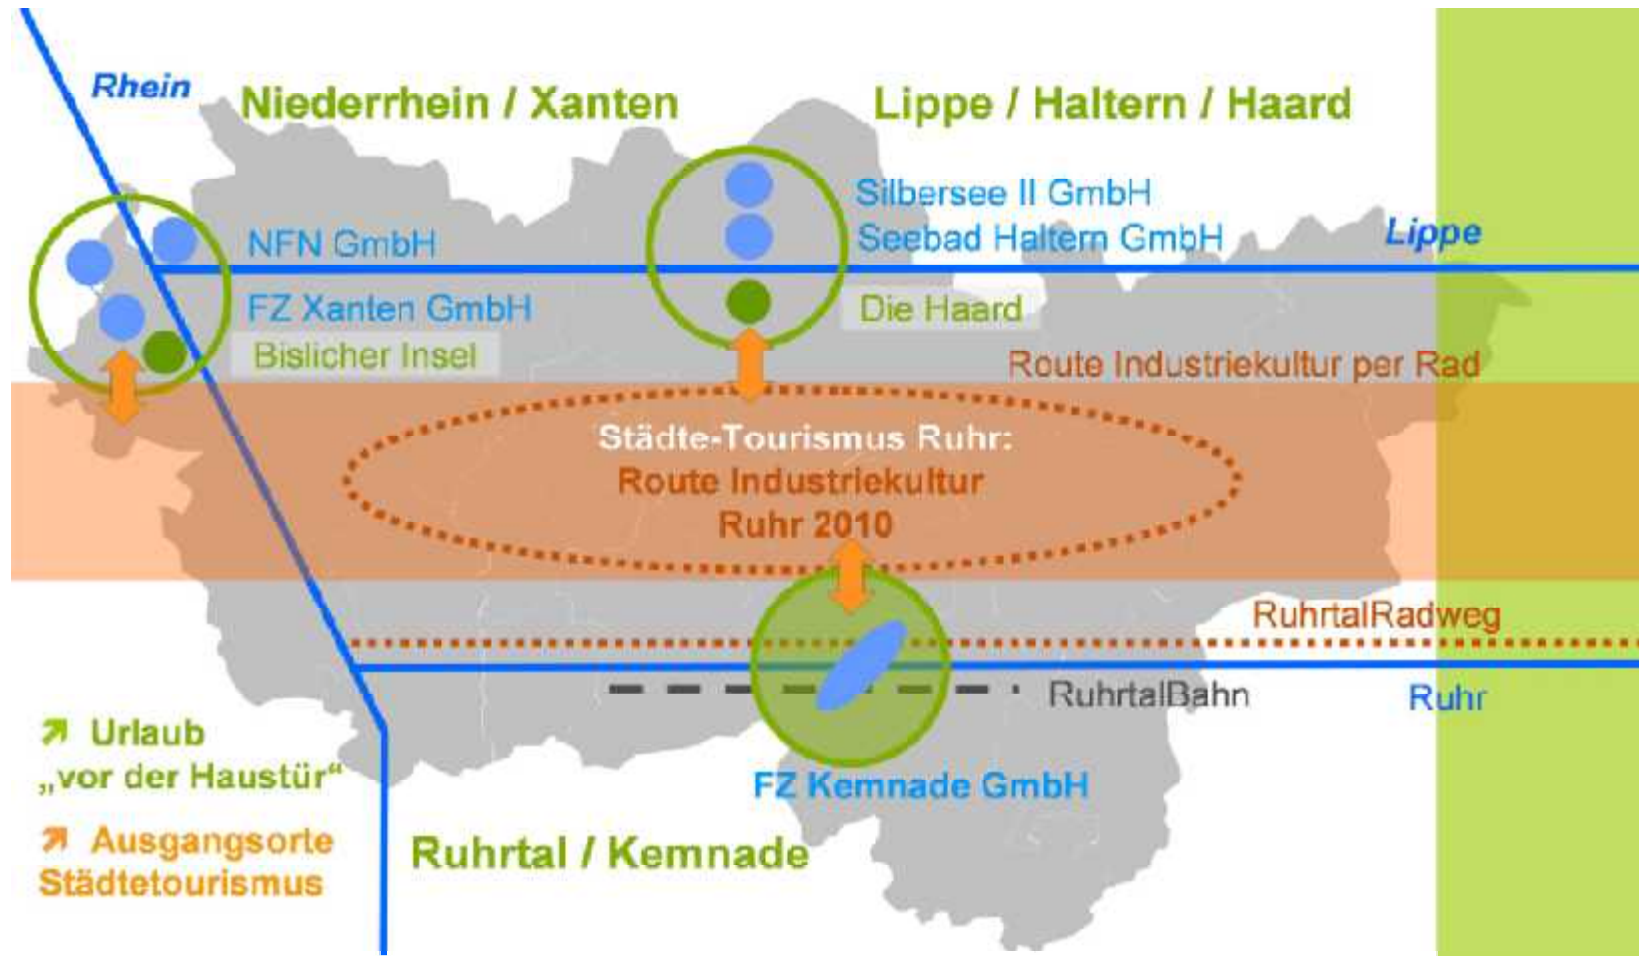 Rhein
Niederrhein / Xanten
Lippe / Haltern / Haard
Silbersee II GmbH
NFN GmbH
Seebad Haltern GmbH
Lippe
FZ Xanten GmbH
Die Haard
Bislicher Insel
Route Industriekultur per Rad
Städte-Tourismus Ruhr:
Route Industriekultur
Ruhr 2010
RuhrtalRadweg
RuhrtalBahn
Ruhr
Urlaub
„vor der Haustür“
FZ Kemnade GmbH
Ausgangsorte
Städtetourismus
Ruhrtal / Kemnade